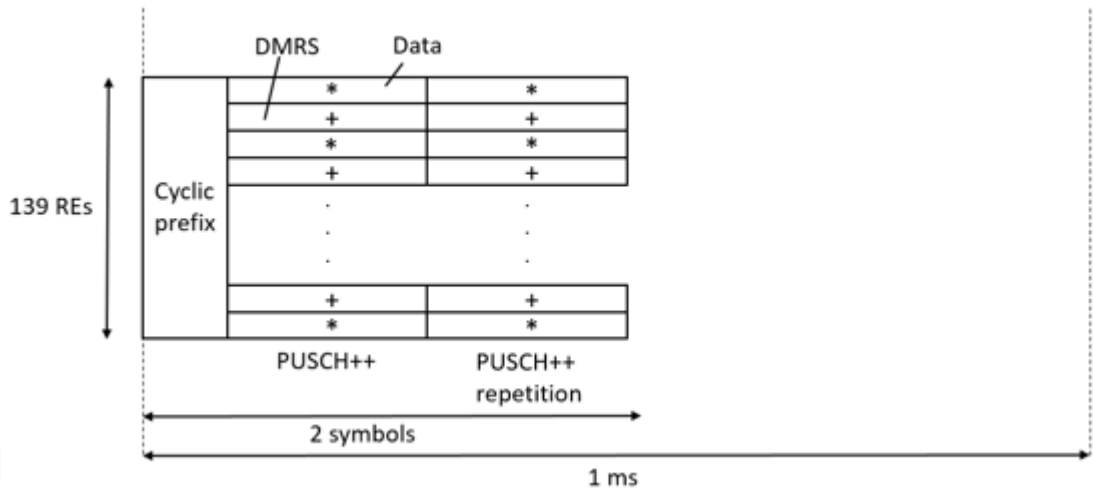 DMRS Data
* *
+ +
* *
+ +
Cyclic
prefix
139 REs
. .
. .
. .
+ +
* *
PUSCH++ PUSCH++
repetition
2 symbols
1 ms